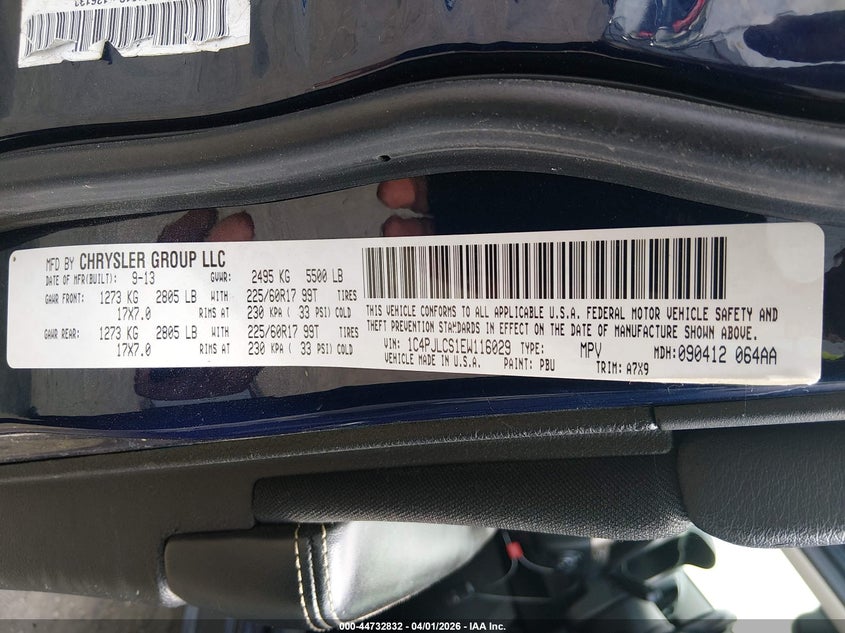 MFD BY CHRYSLER GROUP LLC
DATE OF MFR(BUILT): 9-13 GVWR: 2495 KG 5500 LB
GAWR FRONT: 1273 KG 2805 LB WITH 225/60R17 99T TIRES
17X7.0 RIMS AT 230 KPA ( 33 PSI) COLD
GAWR REAR: 1273 KG 2805 LB WITH 225/60R17 99T TIRES
17X7.0 RIMS AT 230 KPA ( 33 PSI) COLD
THIS VEHICLE CONFORMS TO ALL APPLICABLE U.S.A. FEDERAL MOTOR VEHICLE SAFETY AND
THEFT PREVENTION STANDARDS IN EFFECT ON THE DATE OF MANUFACTURE SHOWN ABOVE.
VIN: 1C4PJLCS1EW116029 TYPE: MPV MDH:090412 064AA
VEHICLE MADE IN U.S.A. PAINT: PBU TRIM: A7X9
000-44732832 - 04/01/2026 - IAA Inc.